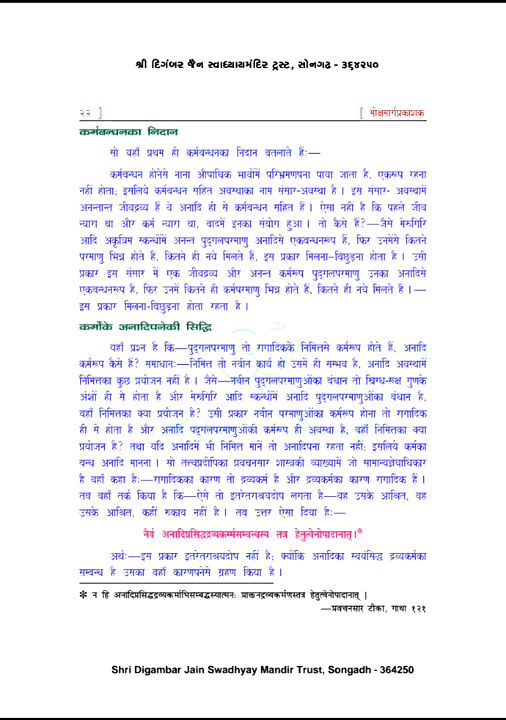 શ્રી દિગંબર જૈન સ્વાધ્યાયમંદિર ટ્રસ્ટ, સોનગઢ - ૩૬૪૨૫૦
२२ ]
[ मोक्षमार्गप्रकाशक
कर्मबन्धनका निदान
सो यहाँ प्रथम ही कर्मबन्धनका निदान बतलाते हैं:—
कर्मबन्धन होनेसे नाना औपाधिक भावोंमें परिभ्रमणपना पाया जाता है, एकरूप रहना
नहीं होता; इसलिये कर्मबन्धन सहित अवस्थाका नाम संसार-अवस्था है। इस संसार- अवस्थामें
अनन्तान्त जीवद्रव्य हैं वे अनादि ही से कर्मबन्धन सहित हैं। ऐसा नहीं है कि पहले जीव
न्यारा था और कर्म न्यारा था, बादमें इनका संयोग हुआ। तो कैसे हैं?—जैसे मेरुगिरि
आदि अकृत्रिम स्कन्धोंमें अनन्त पुद्गलपरमाणु अनादिसे एकबन्धनरूप हैं, फिर उनमेंसे कितने
परमाणु भिन्न होते हैं, कितने ही नये मिलते हैं, इस प्रकार मिलना-बिछुड़ना होता है। उसी
प्रकार इस संसार में एक जीवद्रव्य और अनन्त कर्मरूप पुद्गलपरमाणु उनका अनादिसे
एकबन्धनरूप है, फिर उनमें कितने ही कर्मपरमाणु भिन्न होते हैं, कितने ही नये मिलते हैं।—
इस प्रकार मिलना-बिछुड़ना होता रहता है।
कर्मोंके अनादिपनेकी सिद्धि
यहाँ प्रश्न है कि—पुद्गलपरमाणु तो रागादिकके निमित्तसे कर्मरूप होते हैं, अनादि
कर्मरूप कैसे हैं? समाधान:—निमित्त तो नवीन कार्य हो उसमें ही सम्भव है, अनादि अवस्थामें
निमित्तका कुछ प्रयोजन नहीं है। जैसे—नवीन पुद्गलपरमाणुओंका बंधान तो स्निग्ध-रूक्ष गुणके
अंशों ही से होता है और मेरुगिरि आदि स्कन्धोंमें अनादि पुद्गलपरमाणुओंका बंधान है,
वहाँ निमित्तका क्या प्रयोजन है? उसी प्रकार नवीन परमाणुओंका कर्मरूप होना तो रागादिक
ही से होता है और अनादि पुद्गलपरमाणुओंकी कर्मरूप ही अवस्था है, वहाँ निमित्तका क्या
प्रयोजन है? तथा यदि अनादिमें भी निमित्त मानें तो अनादिपना रहता नहीं; इसलिये कर्मका
बन्ध अनादि मानना। सो तत्त्वप्रदीपिका प्रवचनसार शास्त्रकी व्याख्यामें जो सामान्यज्ञेयाधिकार
है वहाँ कहा है:—रागादिकका कारण तो द्रव्यकर्म है और द्रव्यकर्मका कारण रागादिक हैं।
तब वहाँ तर्क किया है कि—ऐसे तो इतरेतराश्रयदोष लगता है—वह उसके आश्रित, वह
उसके आश्रित, कहीं रुकाव नहीं है। तब उत्तर ऐसा दिया है:—
नैवं अनादिप्रसिद्धद्रव्यकर्म्मसम्बन्धस्य तत्र हेतुत्वेनोपादानात्।*
अर्थ:—इस प्रकार इतरेतराश्रयदोष नहीं है; क्योंकि अनादिका स्वयंसिद्ध द्रव्यकर्मका
सम्बन्ध है उसका वहाँ कारणपनेसे ग्रहण किया है।
* न हि अनादिप्रसिद्धद्रव्यकर्माभिसम्बद्धस्यात्मनः प्राक्तनद्रव्यकर्मणस्तत्र हेतुत्वेनोपादानात् |
—प्रवचनसार टीका, गाथा १२१
Shri Digambar Jain Swadhyay Mandir Trust, Songadh - 364250